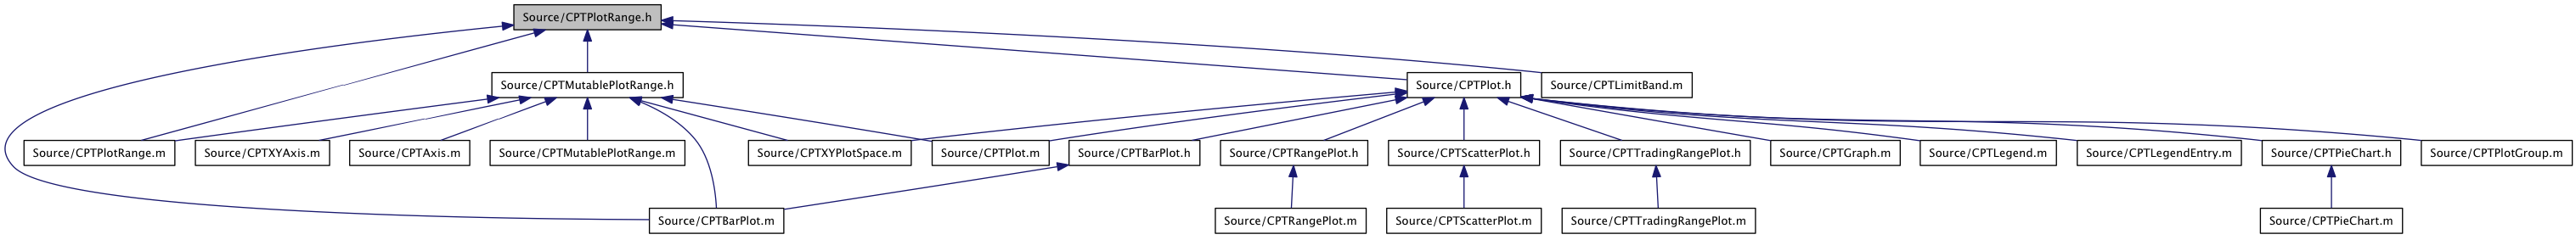 Source/CPTPlotRange.h
Source/CPTMutablePlotRange.h
Source/CPTPlot.h
Source/CPTLimitBand.m
Source/CPTPlotRange.m
Source/CPTXYAxis.m
Source/CPTAxis.m
Source/CPTMutablePlotRange.m
Source/CPTXYPlotSpace.m
Source/CPTPlot.m
Source/CPTBarPlot.h
Source/CPTRangePlot.h
Source/CPTScatterPlot.h
Source/CPTTradingRangePlot.h
Source/CPTGraph.m
Source/CPTLegend.m
Source/CPTLegendEntry.m
Source/CPTPieChart.h
Source/CPTPlotGroup.m
Source/CPTBarPlot.m
Source/CPTRangePlot.m
Source/CPTScatterPlot.m
Source/CPTTradingRangePlot.m
Source/CPTPieChart.m